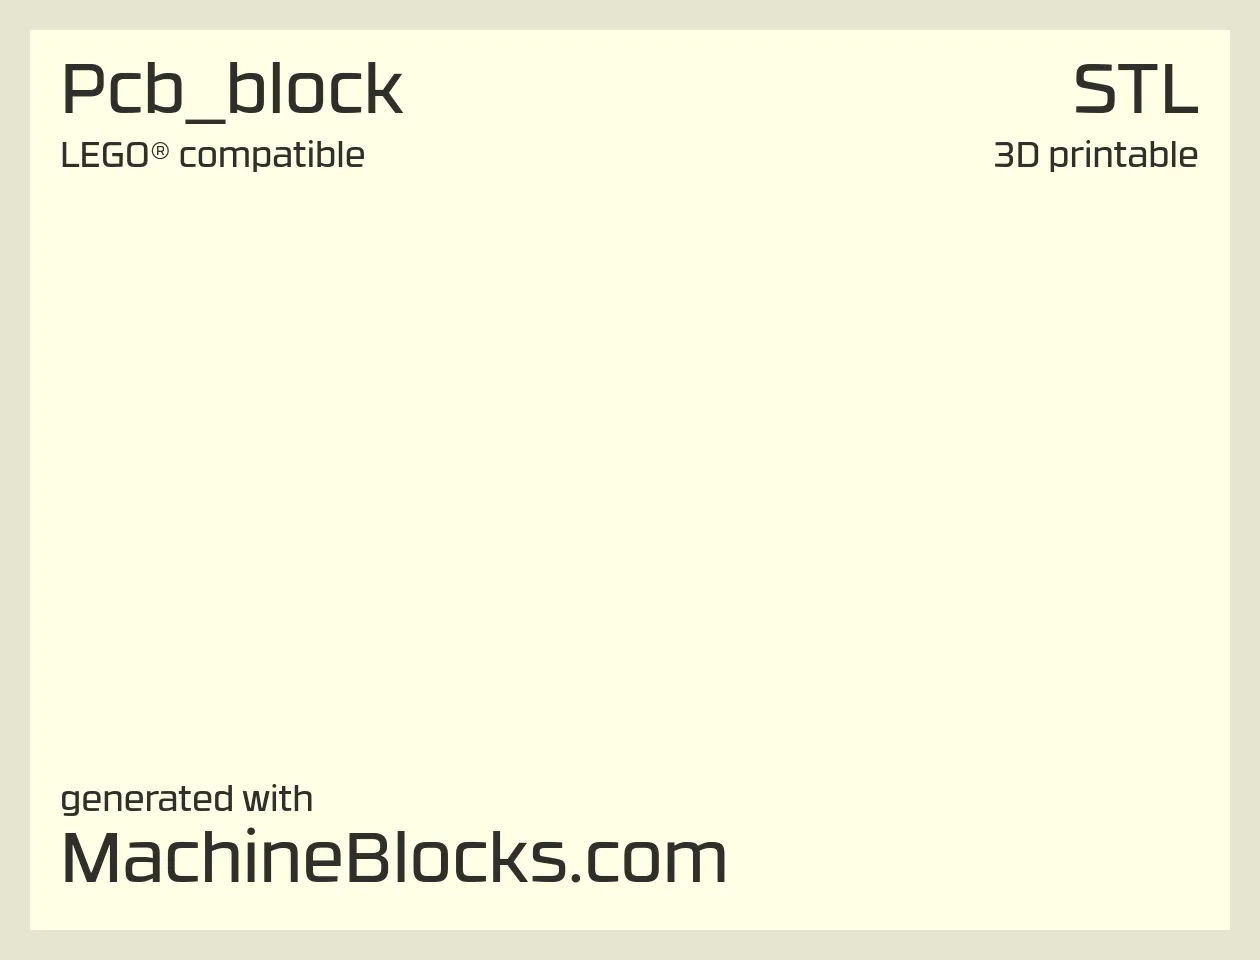 Pcb_block
STL
LEGO® compatible
3D printable
generated with
MachineBlocks.com